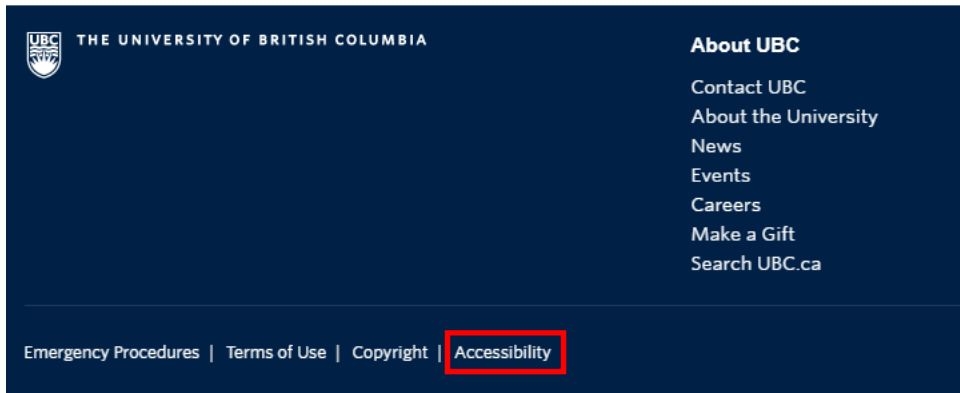 UBC
THE UNIVERSITY OF BRITISH COLUMBIA
About UBC
Contact UBC
About the University
News
Events
Careers
Make a Gift
Search UBC.ca
Emergency Procedures | Terms of Use | Copyright | Accessibility